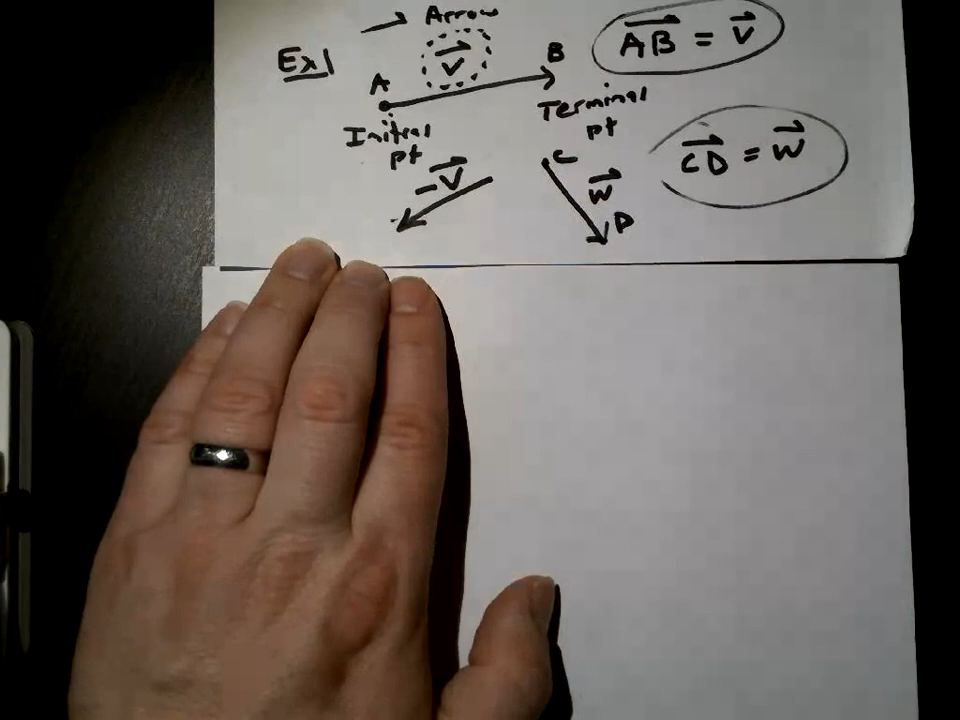 → Arrow
Ex1
v⃗
A
B
AB⃗ = v⃗
Initial pt
Terminal pt
-v⃗
C
w⃗
D
CD⃗ = w⃗